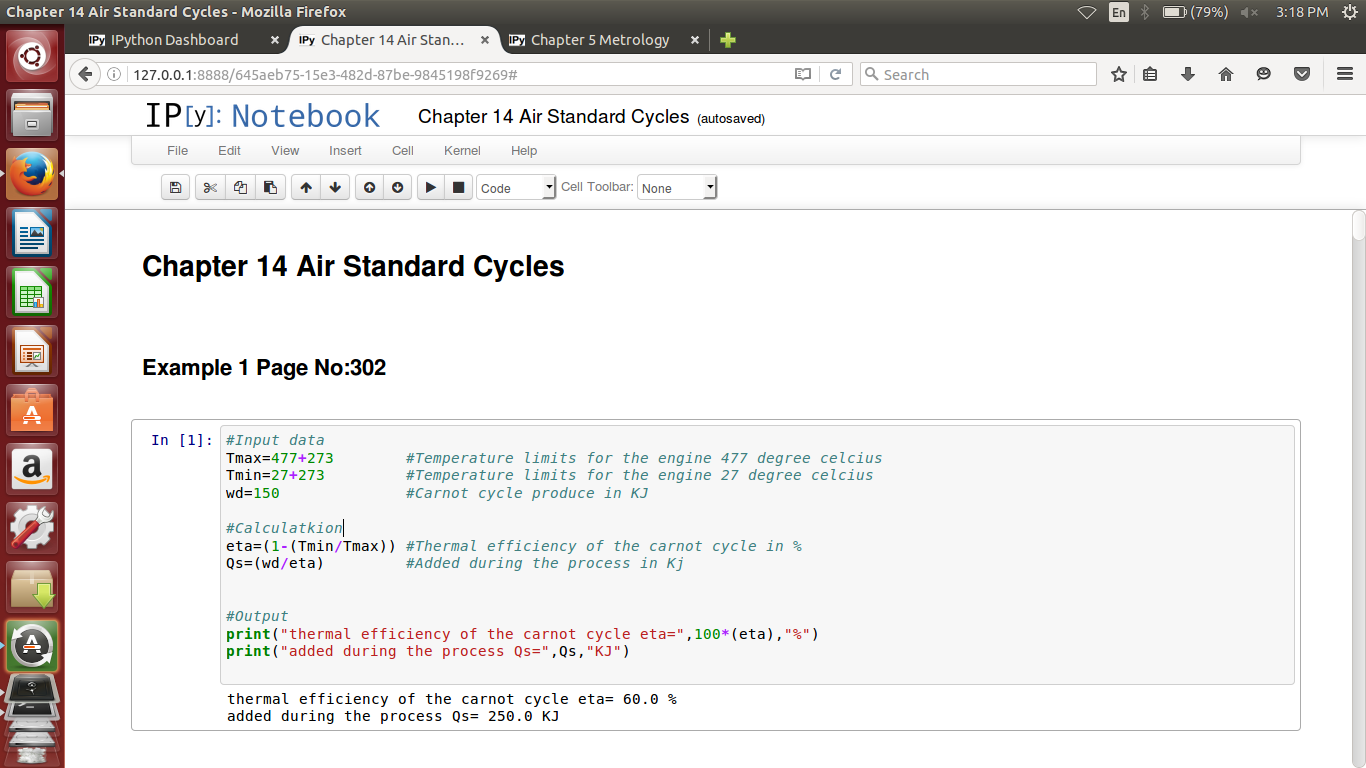 Chapter 14 Air Standard Cycles - Mozilla Firefox
En (79%) 3:18 PM
IPy IPython Dashboard × IPy Chapter 14 Air Stan... × IPy Chapter 5 Metrology ×
127.0.0.1:8888/645aeb75-15e3-482d-87be-9845198f9269# Search
IP[y]: Notebook Chapter 14 Air Standard Cycles (autosaved)
File Edit View Insert Cell Kernel Help
Code Cell Toolbar: None
Chapter 14 Air Standard Cycles
Example 1 Page No:302
In [1]: #Input data
Tmax=477+273 #Temperature limits for the engine 477 degree celcius
Tmin=27+273 #Temperature limits for the engine 27 degree celcius
wd=150 #Carnot cycle produce in KJ
#Calculatkion
eta=(1-(Tmin/Tmax)) #Thermal efficiency of the carnot cycle in %
Qs=(wd/eta) #Added during the process in Kj
#Output
print("thermal efficiency of the carnot cycle eta=",100*(eta),"%")
print("added during the process Qs=",Qs,"KJ")
thermal efficiency of the carnot cycle eta= 60.0 %
added during the process Qs= 250.0 KJ